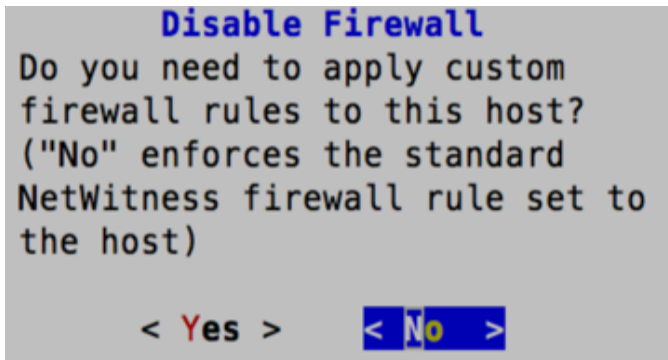 Disable Firewall
Do you need to apply custom
firewall rules to this host?
("No" enforces the standard
NetWitness firewall rule set to
the host)
< Yes > < No >